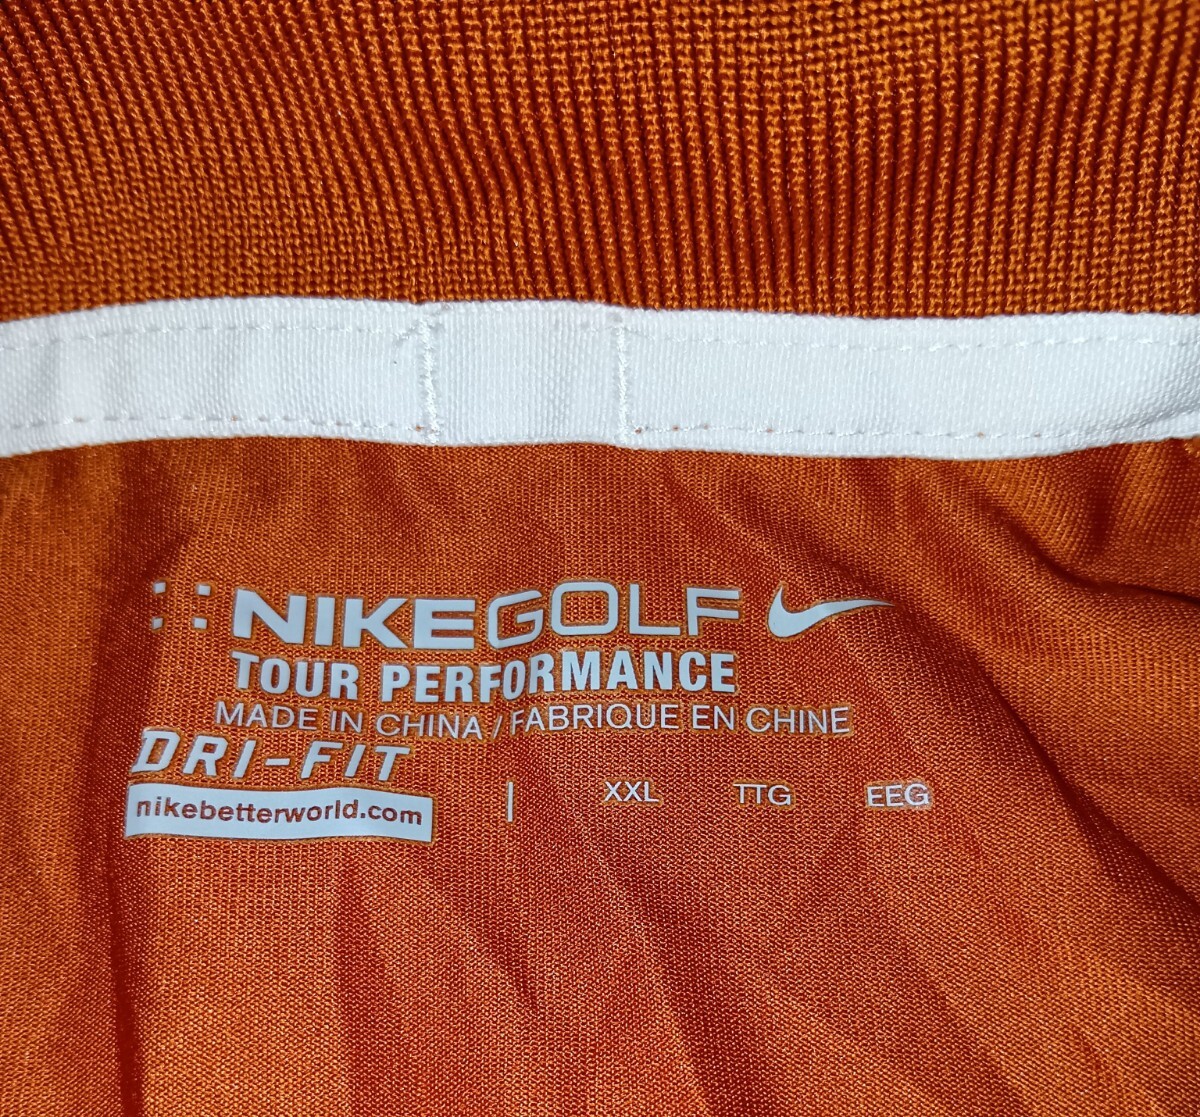 NIKEGOLF
TOUR PERFORMANCE
MADE IN CHINA / FABRIQUE EN CHINE
DRI-FIT
nikebetterworld.com | XXL TTG EEG